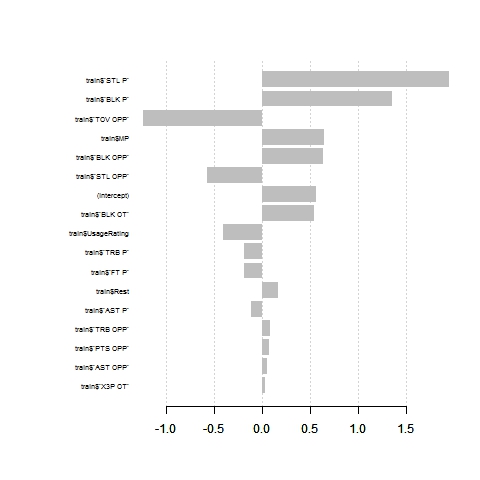 train$`STL P`
train$`BLK P`
train$`TOV OPP`
train$MP
train$`BLK OPP`
train$`STL OPP`
(Intercept)
train$`BLK OT`
train$UsageRating
train$`TRB P`
train$`FT P`
train$Rest
train$`AST P`
train$`TRB OPP`
train$`PTS OPP`
train$`AST OPP`
train$`X3P OT`
-1.0 -0.5 0.0 0.5 1.0 1.5